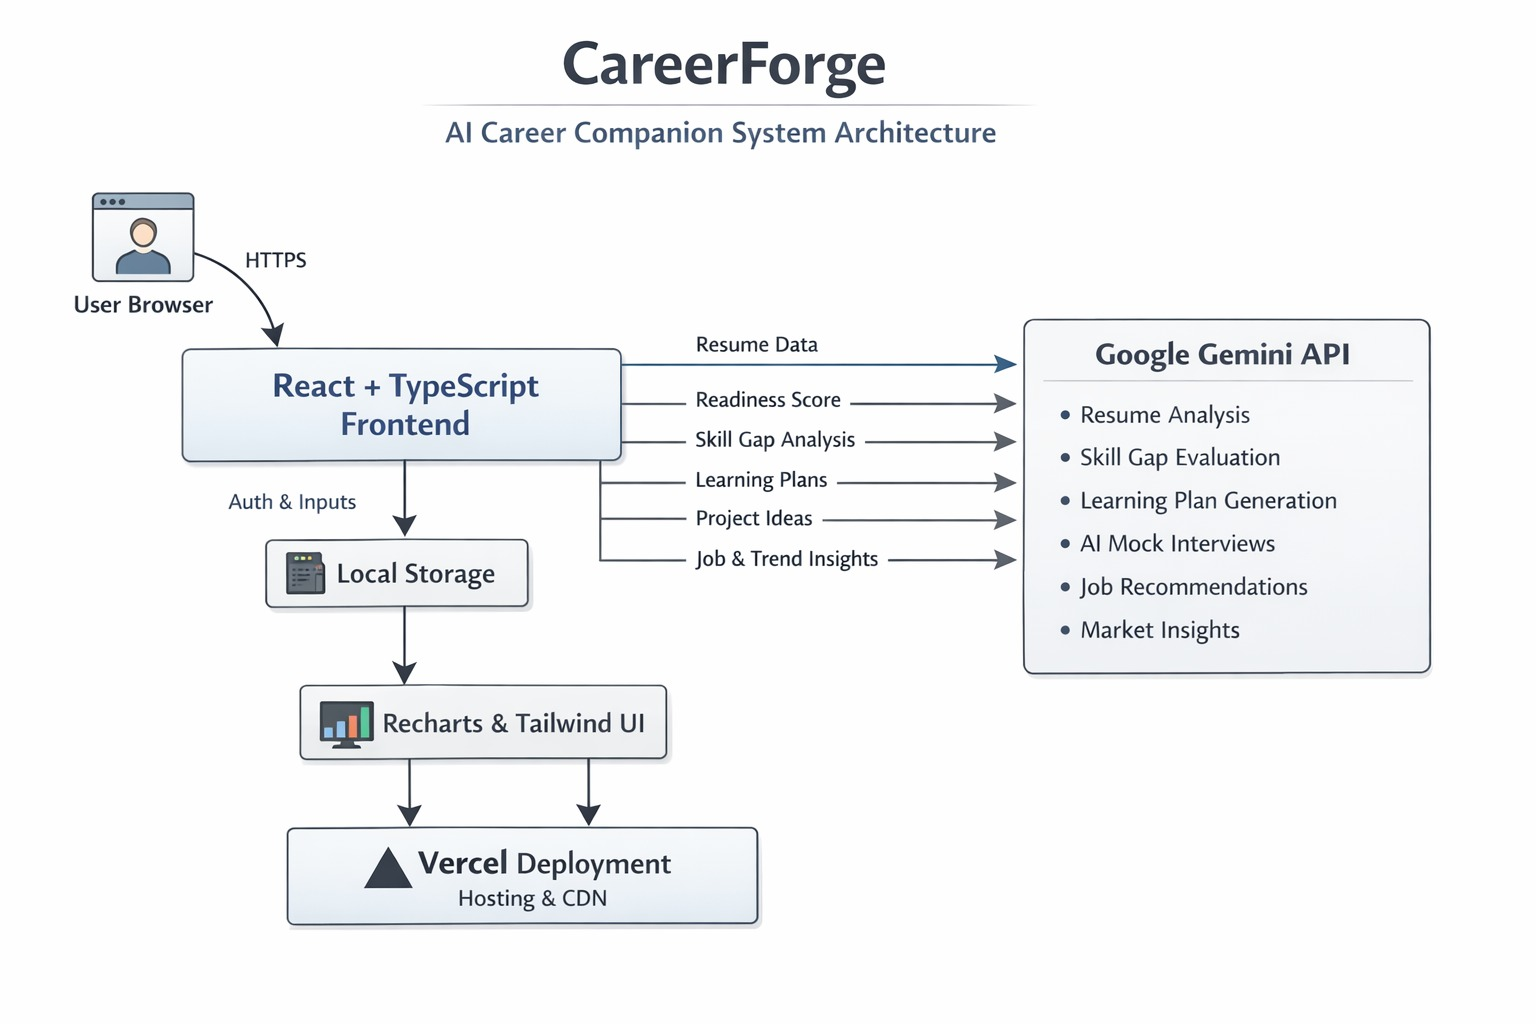 CareerForge
AI Career Companion System Architecture
HTTPS
User Browser
React + TypeScript
Frontend
Resume Data
Readiness Score
Skill Gap Analysis
Learning Plans
Project Ideas
Job & Trend Insights
Google Gemini API
• Resume Analysis
• Skill Gap Evaluation
• Learning Plan Generation
• AI Mock Interviews
• Job Recommendations
• Market Insights
Auth & Inputs
Local Storage
Recharts & Tailwind UI
Vercel Deployment
Hosting & CDN